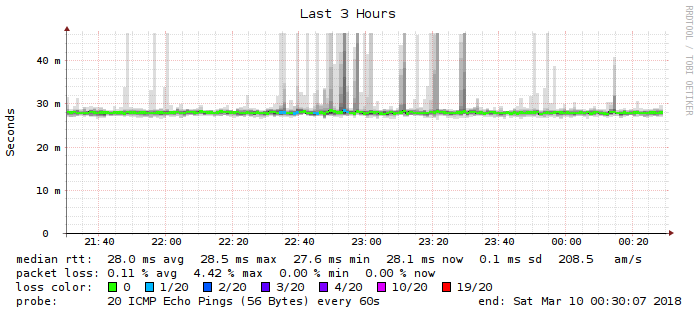 Last 3 Hours
RRDTOOL / TOBI OETIKER
Seconds
40 m
30 m
20 m
10 m
0
21:40 22:00 22:20 22:40 23:00 23:20 23:40 00:00 00:20
median rtt: 28.0 ms avg 28.5 ms max 27.6 ms min 28.1 ms now 0.1 ms sd 208.5 am/s
packet loss: 0.11 % avg 4.42 % max 0.00 % min 0.00 % now
loss color: 0 1/20 2/20 3/20 4/20 10/20 19/20
probe: 20 ICMP Echo Pings (56 Bytes) every 60s end: Sat Mar 10 00:30:07 2018